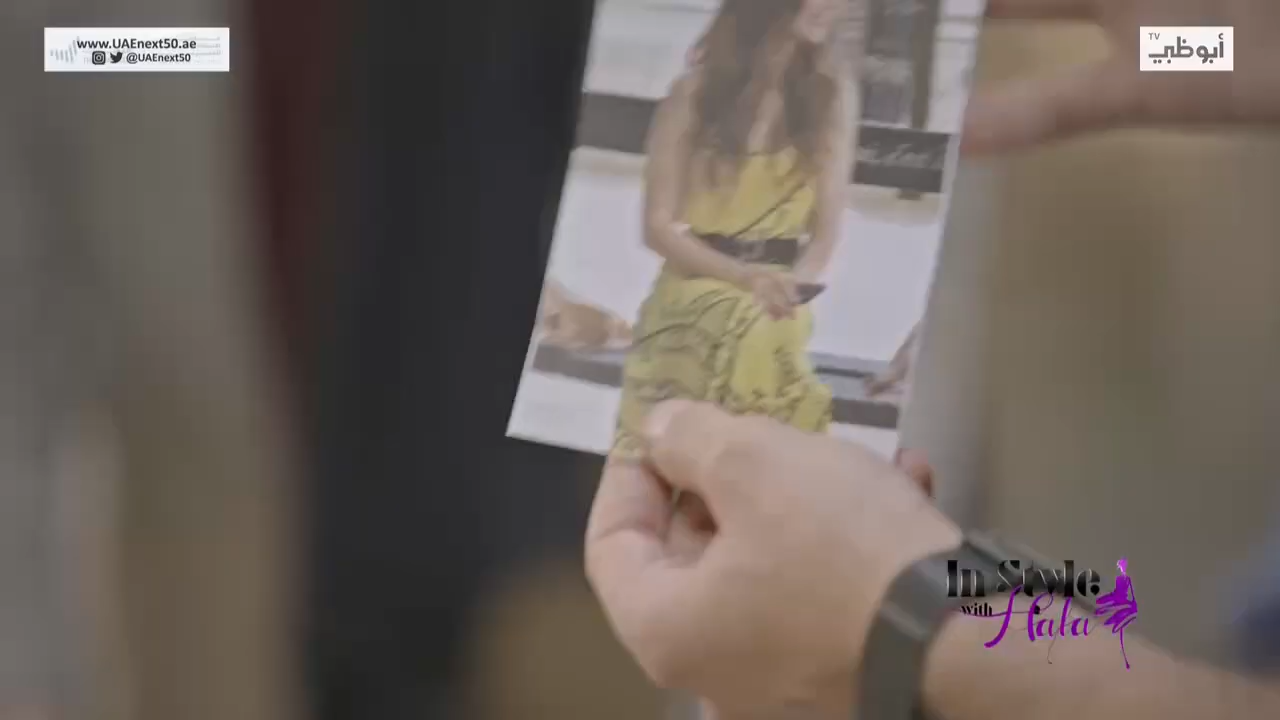 www.UAEnext50.ae
@UAEnext50
TV
أبوظبي
In Style
with Hala